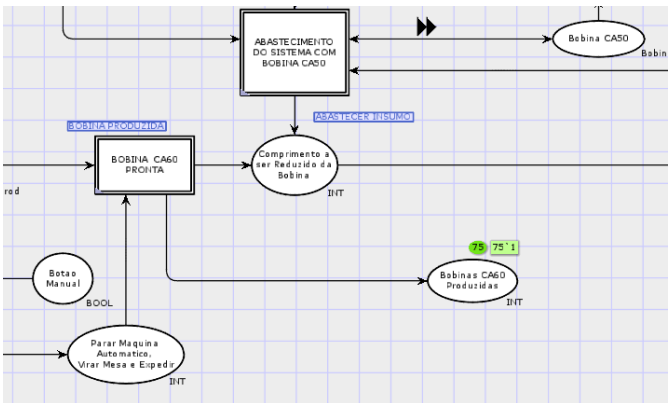 ABASTECIMENTO
DO SISTEMA COM
BOBINA CA50
Bobina CA50
Bobin
BOBINA PRODUZIDA
ABASTECER INSUMO
BOBINA CA60
PRONTA
Comprimento a
ser Reduzido da
Bobina
INT
rod
75
75`1
Botao
Manual
BOOL
Bobinas CA60
Produzidas
INT
Parar Maquina
Automatico,
Virar Mesa e Expedir
INT